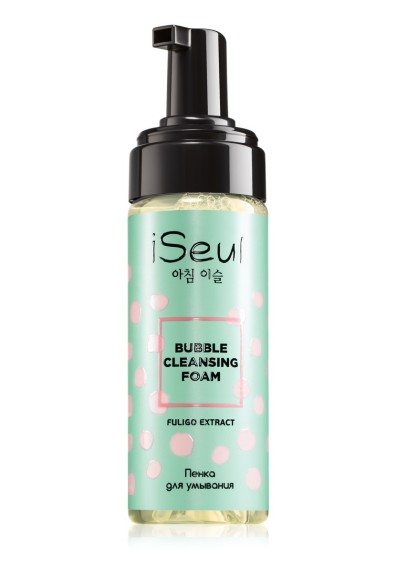 iSeul
아침 이슬
BUBBLE
CLEANSING
FOAM
FULIGO EXTRACT
Пенка
для умывания